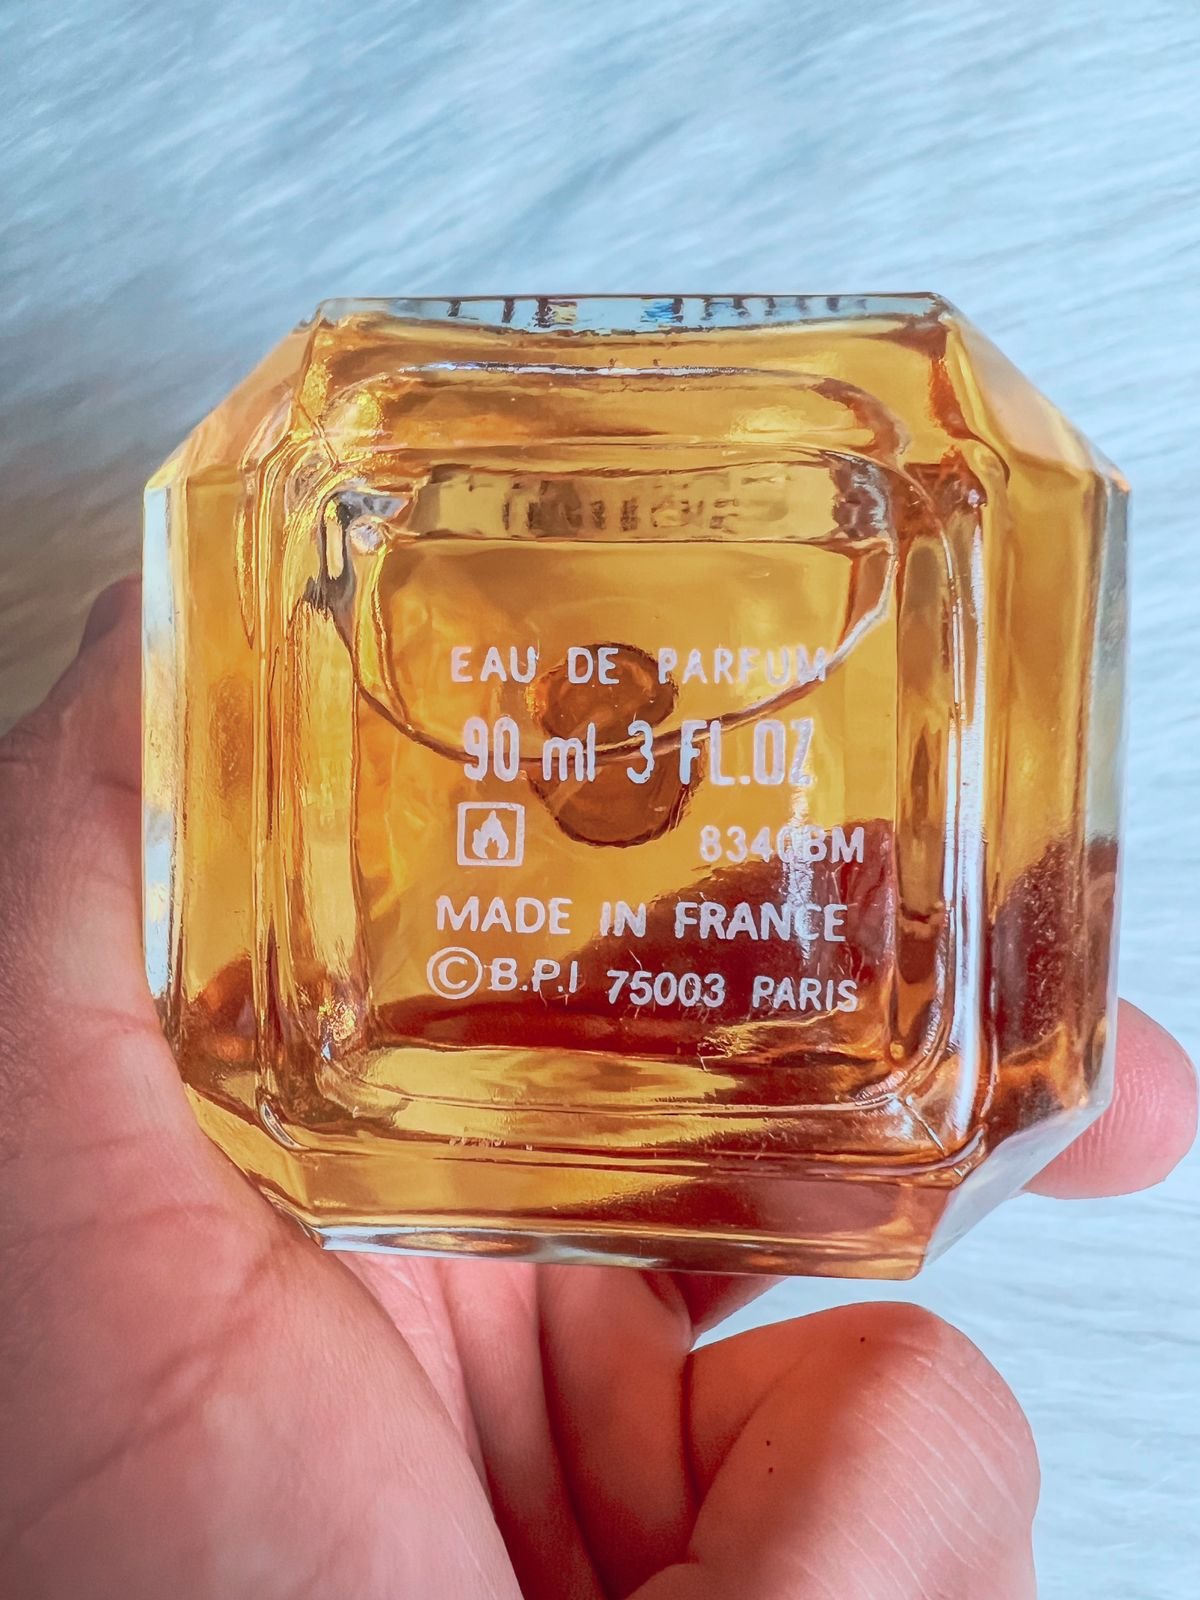 EAU DE PARFUM
90 ml 3 FL.OZ
8340BM
MADE IN FRANCE
© B.P.I 75003 PARIS